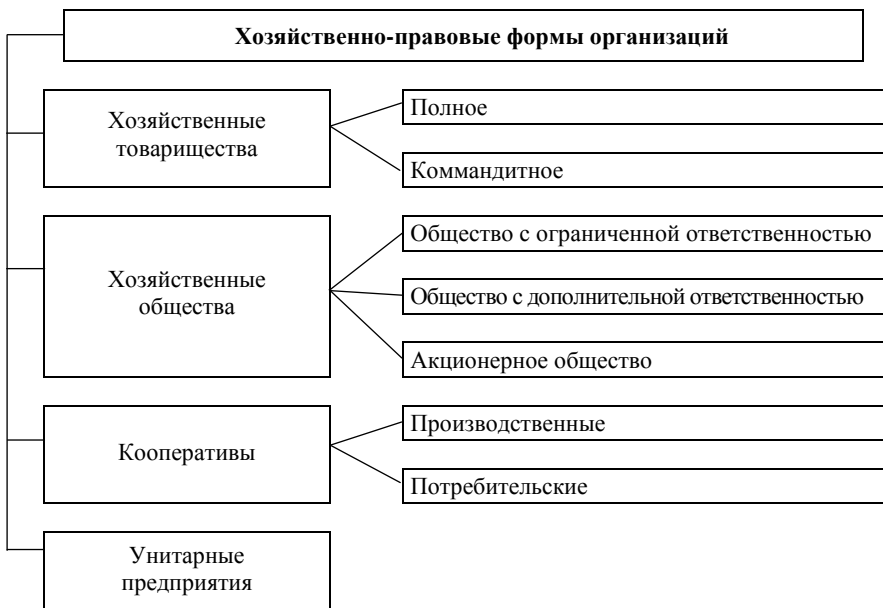 Хозяйственно-правовые формы организаций
Хозяйственные
товарищества
Полное
Коммандитное
Хозяйственные
общества
Общество с ограниченной ответственностью
Общество с дополнительной ответственностью
Акционерное общество
Кооперативы
Производственные
Потребительские
Унитарные
предприятия